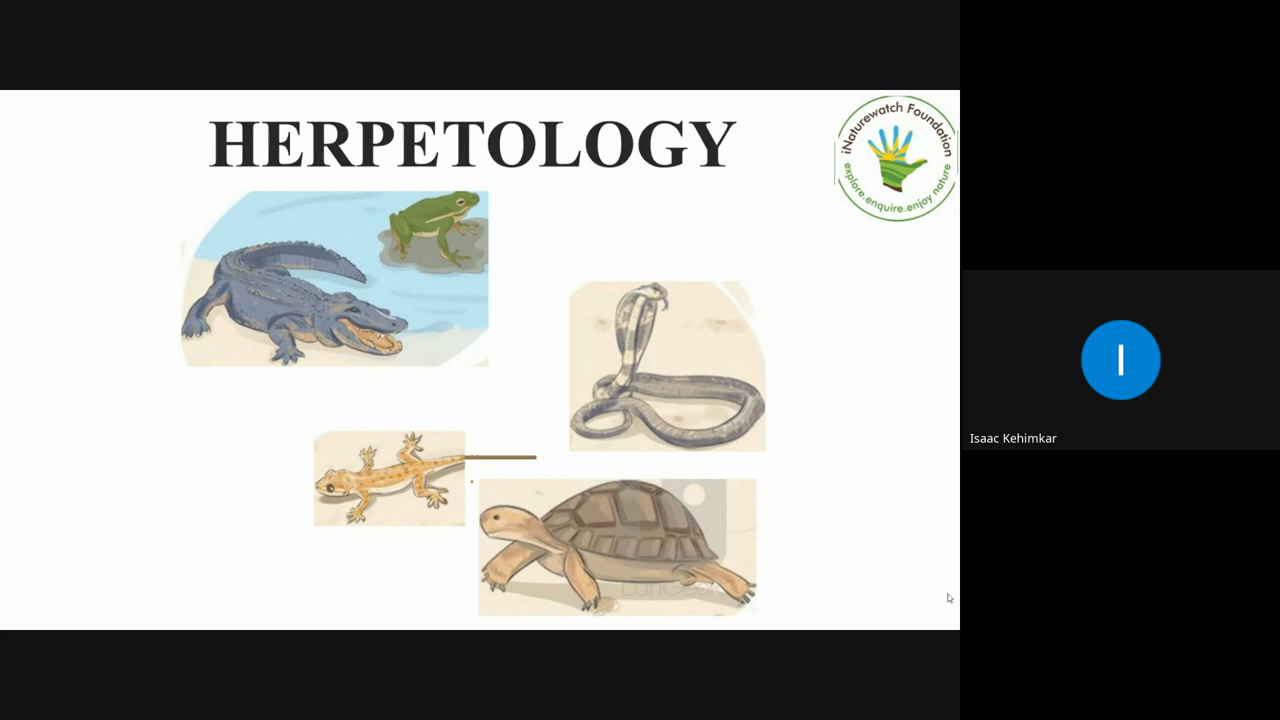 HERPETOLOGY
iNaturewatch Foundation
explore.enquire.enjoy nature
I
Isaac Kehimkar